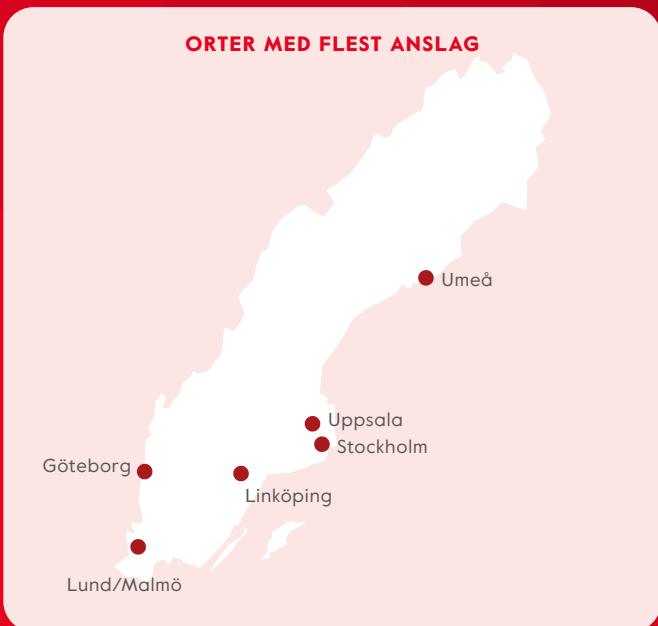 ORTER MED FLEST ANSLAG
Umeå
Uppsala
Stockholm
Göteborg
Linköping
Lund/Malmö